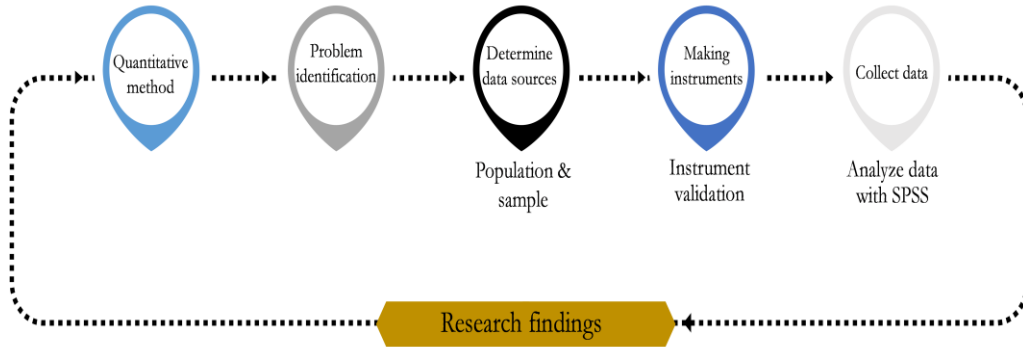 Quantitative
method
Problem
identification
Determine
data sources
Population &
sample
Making
instruments
Instrument
validation
Collect data
Analyze data
with SPSS
Research findings